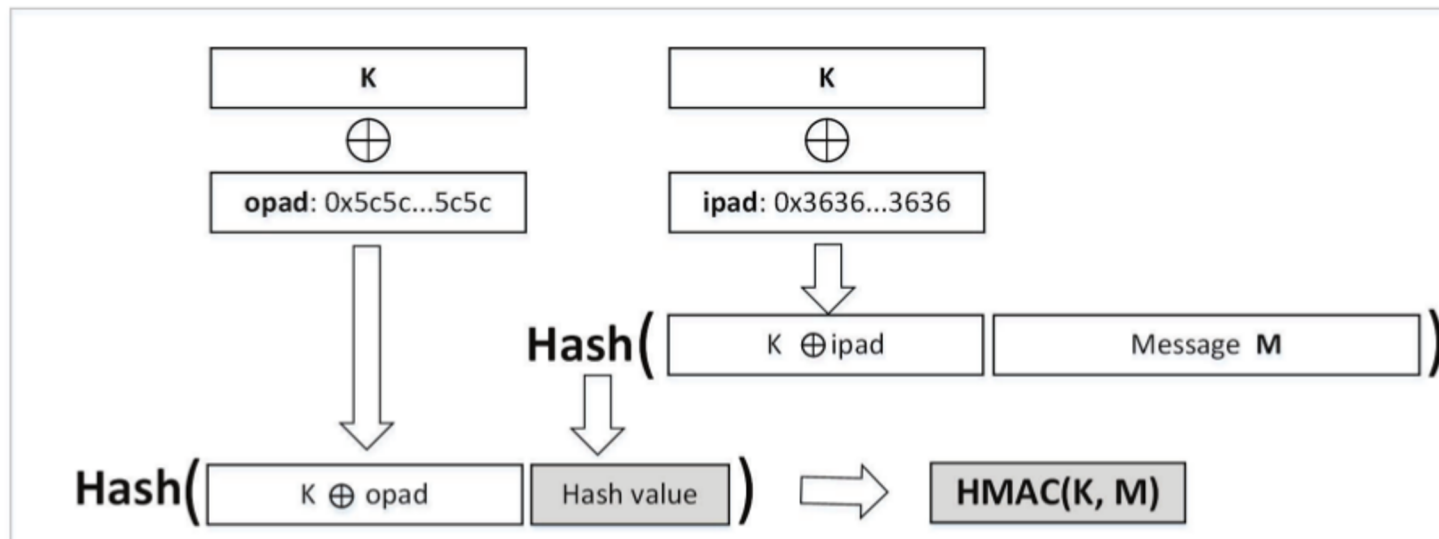 K
K
⊕
⊕
opad: 0x5c5c...5c5c
ipad: 0x3636...3636
Hash( K ⊕ipad Message M )
Hash( K ⊕ opad Hash value )
HMAC(K, M)